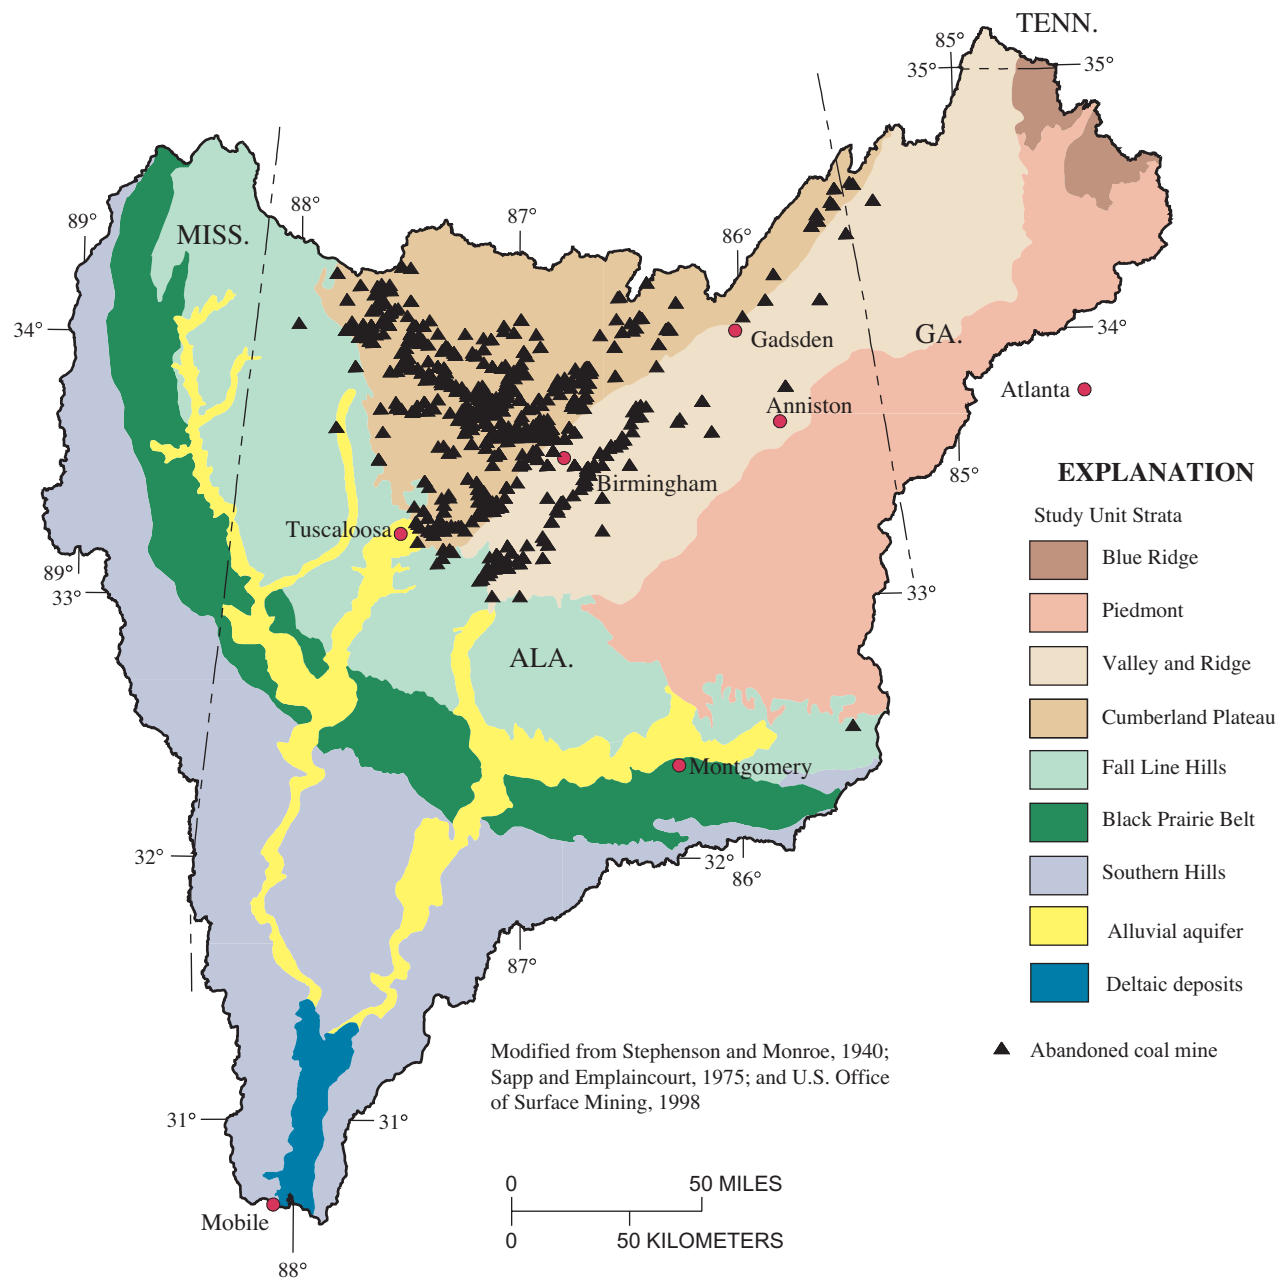 TENN.
85°
35°
35°
89°
MISS.
88°
87°
86°
34°
Gadsden
GA.
34°
Anniston
Atlanta
Birmingham
85°
Tuscaloosa
89°
33°
33°
ALA.
Montgomery
32°
32°
86°
87°
31°
31°
Mobile
88°
EXPLANATION
Study Unit Strata
Blue Ridge
Piedmont
Valley and Ridge
Cumberland Plateau
Fall Line Hills
Black Prairie Belt
Southern Hills
Alluvial aquifer
Deltaic deposits
Abandoned coal mine
Modified from Stephenson and Monroe, 1940;
Sapp and Emplaincourt, 1975; and U.S. Office
of Surface Mining, 1998
0 50 MILES
0 50 KILOMETERS